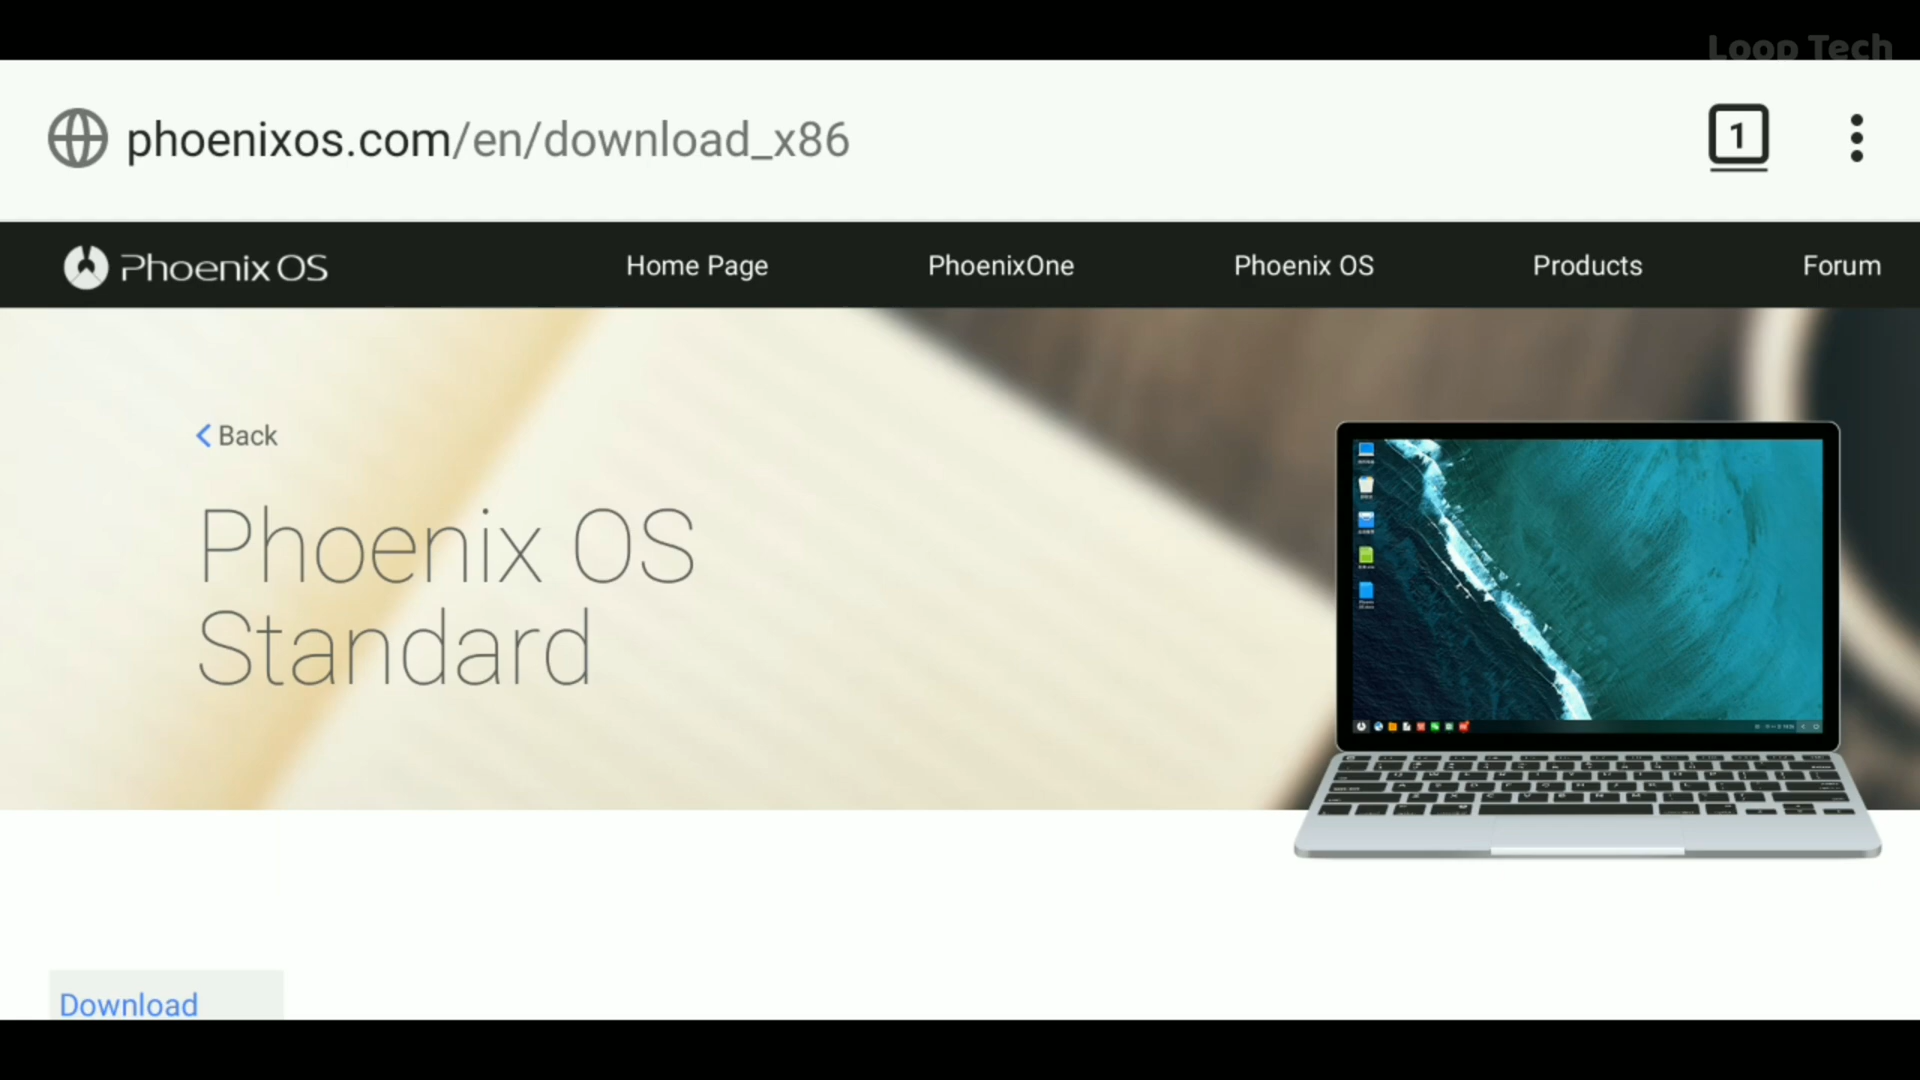 Loop Tech
phoenixos.com/en/download_x86
1
Phoenix OS
Home Page
PhoenixOne
Phoenix OS
Products
Forum
Back
Phoenix OS
Standard
Download